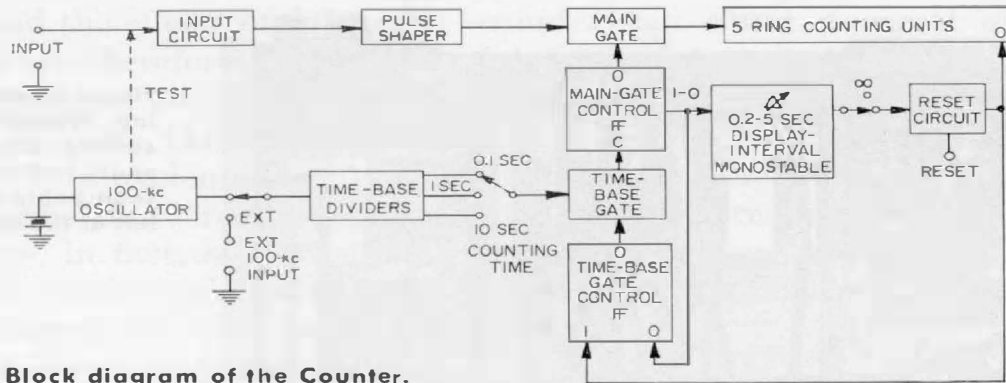 INPUT
INPUT
CIRCUIT
PULSE
SHAPER
MAIN
GATE
5 RING COUNTING UNITS
O
TEST
O
MAIN-GATE
CONTROL
FF
C
1-0
0.2-5 SEC
DISPLAY-
INTERVAL
MONOSTABLE
∞
RESET
CIRCUIT
RESET
100-kc
OSCILLATOR
EXT
EXT
100-kc
INPUT
TIME-BASE
DIVIDERS
0.1 SEC
1 SEC
10 SEC
COUNTING
TIME
TIME-
BASE
GATE
O
TIME-BASE
GATE
CONTROL
FF
1 O
Block diagram of the Counter.